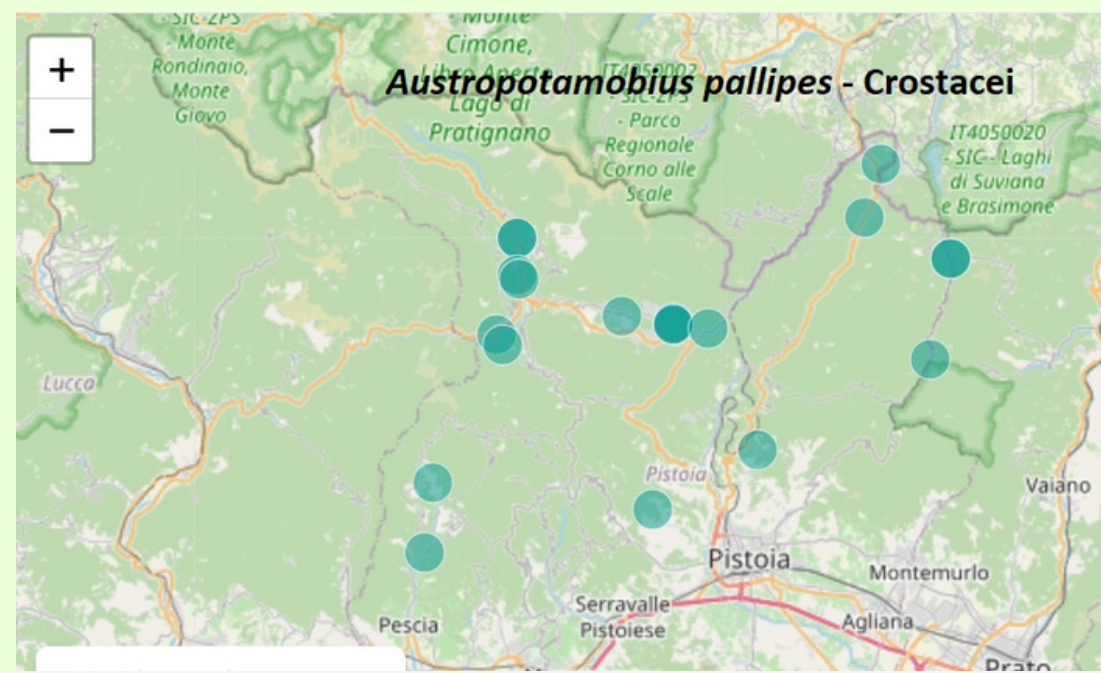 +
−
- SIC-ZPS
- Monte
Rondinaio,
Monte
Giovo
- Monte
Cimone,
Libro Aperto,
Lago di
Pratignano
Austropotamobius pallipes - Crostacei
IT4050002
- SIC-ZPS
- Parco
Regionale
Corno alle
Scale
IT4050020
- SIC - Laghi
di Suviana
e Brasimone
Lucca
Pistoia
Vaiano
Pistoia
Montemurlo
Serravalle
Pistoiese
Agliana
Pescia
Prato